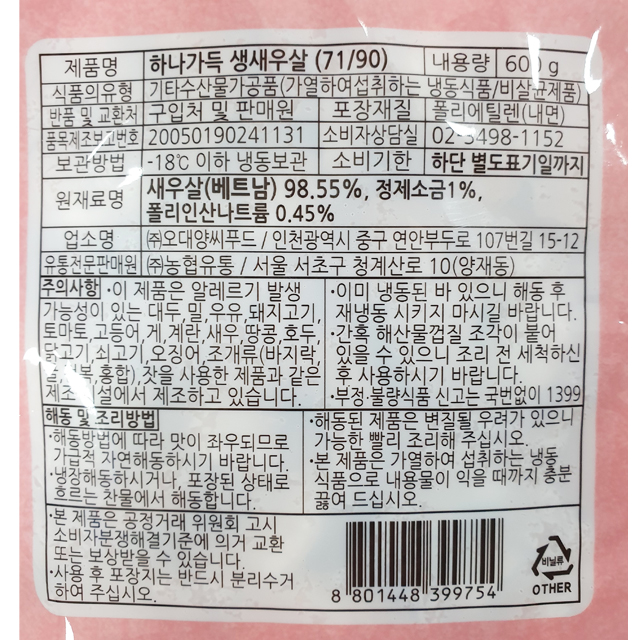 제품명 하나가득 생새우살 (71/90) 내용량 600 g
식품의유형 기타수산물가공품(가열하여섭취하는 냉동식품/비살균제품)
반품 및 교환처 구입처 및 판매원 포장재질 폴리에틸렌(내면)
품목제조보고번호 20050190241131 소비자상담실 02-3498-1152
보관방법 -18℃ 이하 냉동보관 소비기한 하단 별도표기일까지
원재료명 새우살(베트남) 98.55%, 정제소금1%,
폴리인산나트륨 0.45%
업소명 ㈜오대양씨푸드 / 인천광역시 중구 연안부두로 107번길 15-12
유통전문판매원 ㈜농협유통 / 서울 서초구 청계산로 10(양재동)
주의사항 ·이 제품은 알레르기 발생
가능성이 있는 대두, 밀, 우유, 돼지고기,
토마토,고등어,게,계란,새우,땅콩,호두,
닭고기,쇠고기,오징어,조개류(바지락,
홍합),잣을 사용한 제품과 같은
제조시설에서 제조하고 있습니다.
·이미 냉동된 바 있으니 해동 후
재냉동 시키지 마시길 바랍니다.
·간혹 해산물껍질 조각이 붙어
있을 수 있으니 조리 전 세척하신
후 사용하시기 바랍니다.
·부정·불량식품 신고는 국번없이 1399
해동 및 조리방법
·해동방법에 따라 맛이 좌우되므로
가급적 자연해동하시기 바랍니다.
·냉장해동하시거나, 포장된 상태로
흐르는 찬물에서 해동합니다.
·해동된 제품은 변질될 우려가 있으니
가능한 빨리 조리해 주십시오.
·본 제품은 가열하여 섭취하는 냉동
식품으로 내용물이 익을 때까지 충분히
끓여 드십시오.
·본 제품은 공정거래 위원회 고시
소비자분쟁해결기준에 의거 교환
또는 보상받을 수 있습니다.
·사용 후 포장지는 반드시 분리수거
하여 주십시오.
8 801448 399754
비닐류
OTHER